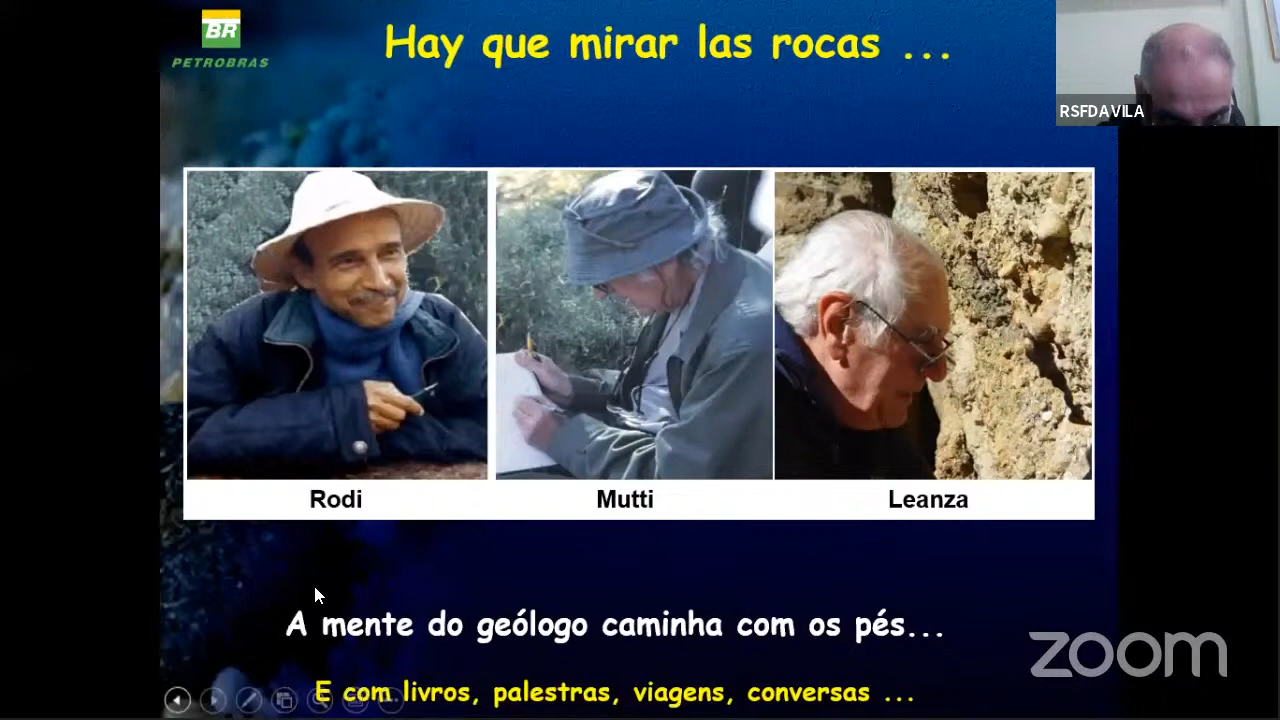 BR
PETROBRAS
Hay que mirar las rocas ...
RSFDAVILA
Rodi
Mutti
Leanza
A mente do geólogo caminha com os pés...
zoom
E com livros, palestras, viagens, conversas ...